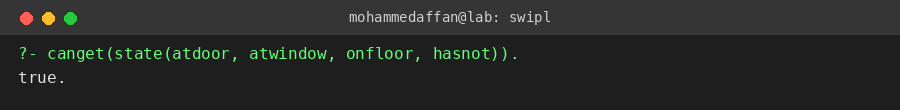 mohammedaffan@lab: swipl
?- canget(state(atdoor, atwindow, onfloor, hasnot)).
true.